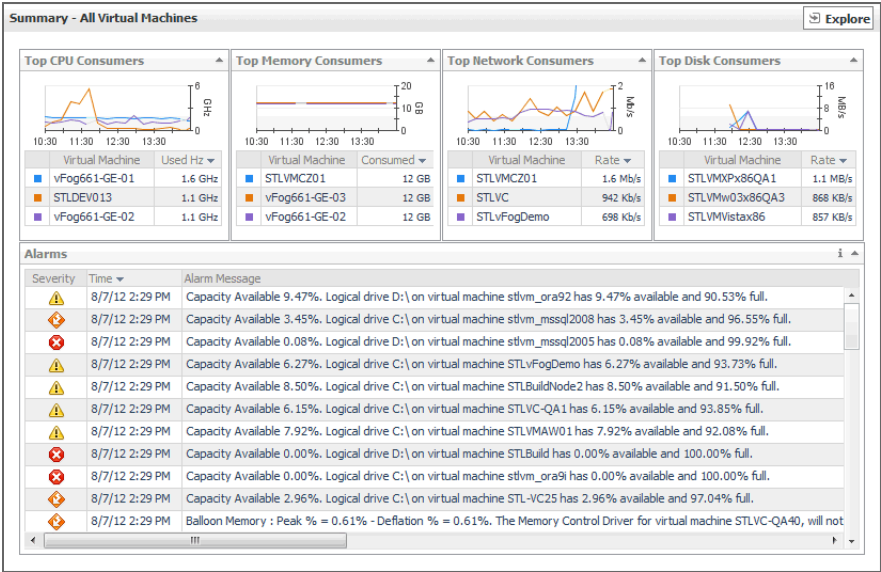 Summary - All Virtual Machines
Explore
Top CPU Consumers
6
GHz
0
10:30 11:30 12:30 13:30
Virtual Machine Used Hz
vFog661-GE-01 1.6 GHz
STLDEV013 1.1 GHz
vFog661-GE-02 1.1 GHz
Top Memory Consumers
20
10
GB
0
10:30 11:30 12:30 13:30
Virtual Machine Consumed
STLVMCZ01 12 GB
vFog661-GE-03 12 GB
vFog661-GE-02 12 GB
Top Network Consumers
2
Mb/s
0
10:30 11:30 12:30 13:30
Virtual Machine Rate
STLVMCZ01 1.6 Mb/s
STLVC 942 Kb/s
STLvFogDemo 698 Kb/s
Top Disk Consumers
16
8
MB/s
0
10:30 11:30 12:30 13:30
Virtual Machine Rate
STLVMXPx86QA1 1.1 MB/s
STLVMw03x86QA3 868 KB/s
STLVMVistax86 857 KB/s
Alarms
i
Severity Time Alarm Message
8/7/12 2:29 PM Capacity Available 9.47%. Logical drive D:\ on virtual machine stlvm_ora92 has 9.47% available and 90.53% full.
8/7/12 2:29 PM Capacity Available 3.45%. Logical drive C:\ on virtual machine stlvm_mssql2008 has 3.45% available and 96.55% full.
8/7/12 2:29 PM Capacity Available 0.08%. Logical drive D:\ on virtual machine stlvm_mssql2005 has 0.08% available and 99.92% full.
8/7/12 2:29 PM Capacity Available 6.27%. Logical drive C:\ on virtual machine STLvFogDemo has 6.27% available and 93.73% full.
8/7/12 2:29 PM Capacity Available 8.50%. Logical drive C:\ on virtual machine STLBuildNode2 has 8.50% available and 91.50% full.
8/7/12 2:29 PM Capacity Available 6.15%. Logical drive C:\ on virtual machine STLVC-QA1 has 6.15% available and 93.85% full.
8/7/12 2:29 PM Capacity Available 7.92%. Logical drive C:\ on virtual machine STLVMAW01 has 7.92% available and 92.08% full.
8/7/12 2:29 PM Capacity Available 0.00%. Logical drive D:\ on virtual machine STLBuild has 0.00% available and 100.00% full.
8/7/12 2:29 PM Capacity Available 0.00%. Logical drive C:\ on virtual machine stlvm_ora9i has 0.00% available and 100.00% full.
8/7/12 2:29 PM Capacity Available 2.96%. Logical drive C:\ on virtual machine STL-VC25 has 2.96% available and 97.04% full.
8/7/12 2:29 PM Balloon Memory : Peak % = 0.61% - Deflation % = 0.61%. The Memory Control Driver for virtual machine STLVC-QA40, will not